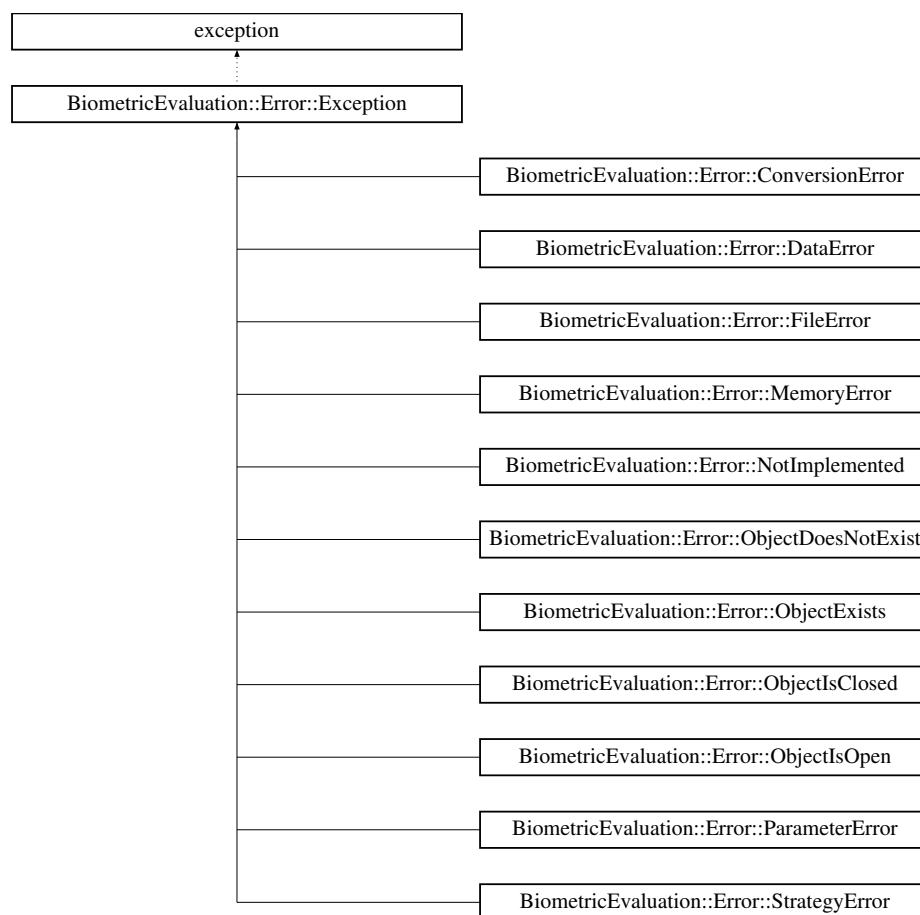 exception
BiometricEvaluation::Error::Exception
BiometricEvaluation::Error::ConversionError
BiometricEvaluation::Error::DataError
BiometricEvaluation::Error::FileError
BiometricEvaluation::Error::MemoryError
BiometricEvaluation::Error::NotImplemented
BiometricEvaluation::Error::ObjectDoesNotExist
BiometricEvaluation::Error::ObjectExists
BiometricEvaluation::Error::ObjectIsClosed
BiometricEvaluation::Error::ObjectIsOpen
BiometricEvaluation::Error::ParameterError
BiometricEvaluation::Error::StrategyError